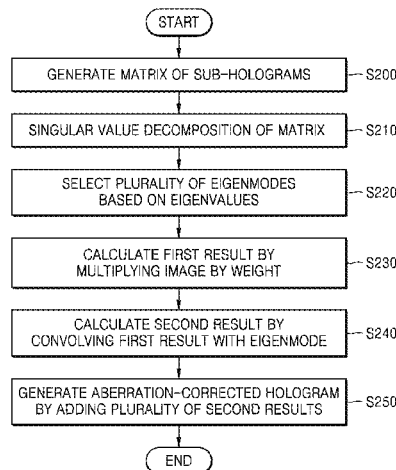 START
GENERATE MATRIX OF SUB-HOLOGRAMS
S200
SINGULAR VALUE DECOMPOSITION OF MATRIX
S210
SELECT PLURALITY OF EIGENMODES
BASED ON EIGENVALUES
S220
CALCULATE FIRST RESULT BY
MULTIPLYING IMAGE BY WEIGHT
S230
CALCULATE SECOND RESULT BY
CONVOLVING FIRST RESULT WITH EIGENMODE
S240
GENERATE ABERRATION-CORRECTED HOLOGRAM
BY ADDING PLURALITY OF SECOND RESULTS
S250
END